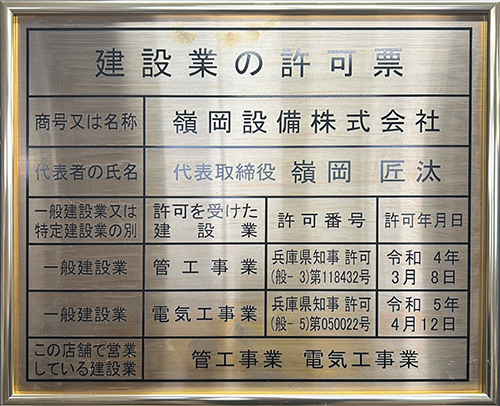 建設業の許可票
商号又は名称 嶺岡設備株式会社
代表者の氏名 代表取締役 嶺岡 匠汰
一般建設業又は
特定建設業の別
許可を受けた
建設業
許可番号
許可年月日
一般建設業
管工事業
兵庫県知事 許可
(般- 3)第118432号
令和 4年
3月 8日
一般建設業
電気工事業
兵庫県知事 許可
(般- 5)第050022号
令和 5年
4月12日
この店舗で営業
している建設業
管工事業 電気工事業